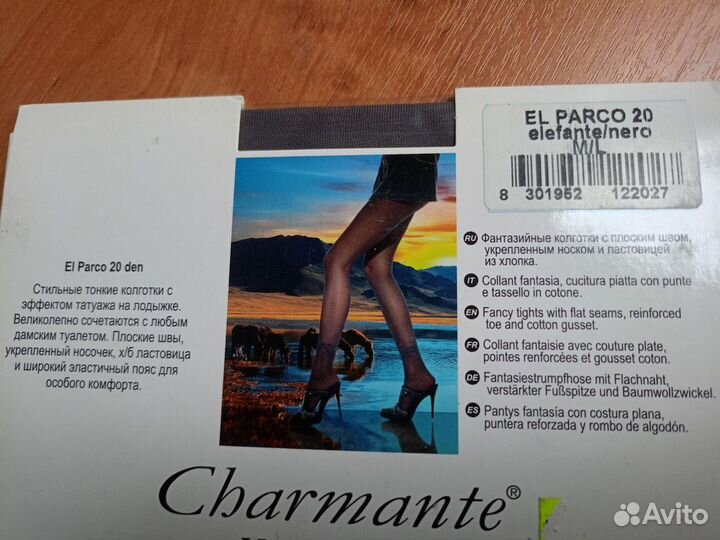 EL PARCO 20
elefante/nero
M/L
8 301952 122027
El Parco 20 den
Стильные тонкие колготки с
эффектом татуажа на лодыжке.
Великолепно сочетаются с любым
дамским туалетом. Плоские швы,
укрепленный носочек, х/б ластовица
и широкий эластичный пояс для
особого комфорта.
RU Фантазийные колготки с плоским швом,
укрепленным носком и ластовицей
из хлопка.
IT Collant fantasia, cucitura piatta con punte
e tassello in cotone.
EN Fancy tights with flat seams, reinforced
toe and cotton gusset.
FR Collant fantaisie avec couture plate,
pointes renforcées et gousset coton.
DE Fantasiestrumpfhose mit Flachnaht,
verstärkter Fußspitze und Baumwollzwickel.
ES Pantys fantasía con costura plana,
puntera reforzada y rombo de algodón.
Charmante®
Avito